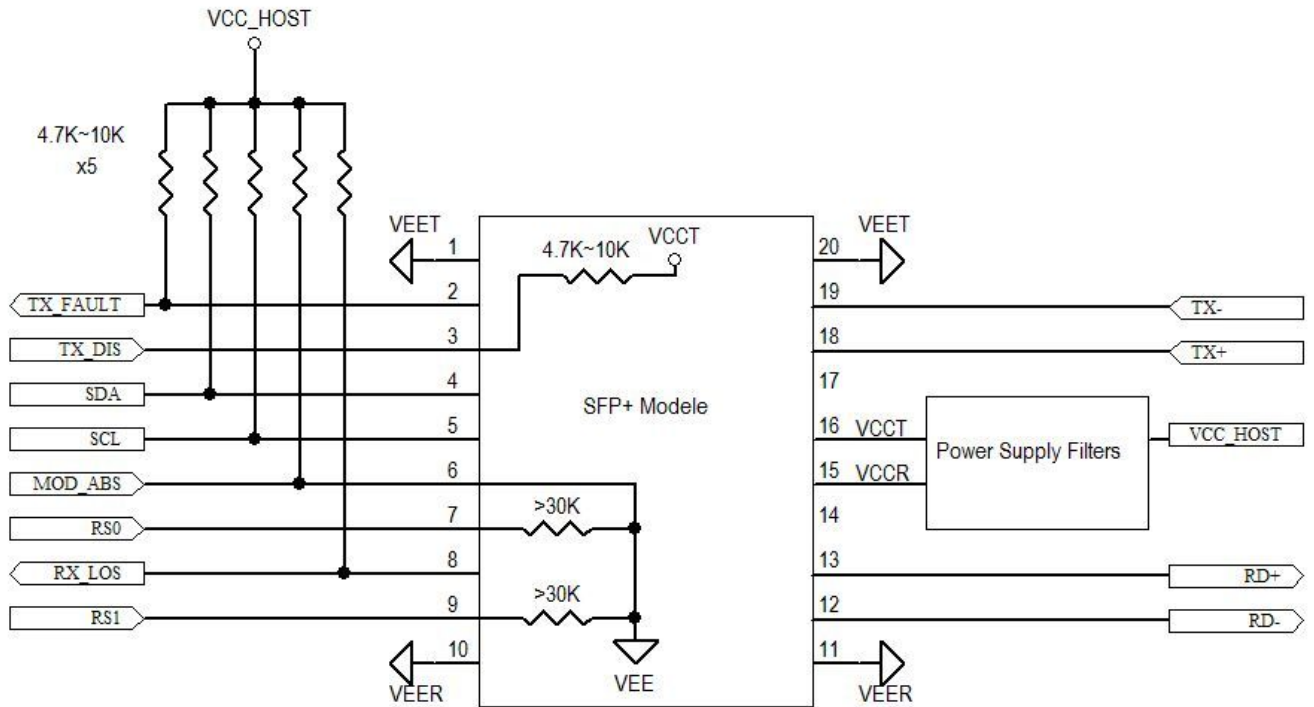 VCC_HOST
4.7K~10K
x5
VEET
1
4.7K~10K
VCCT
20
VEET
TX_FAULT
2
19
TX-
TX_DIS
3
18
TX+
SDA
4
17
SFP+ Modele
SCL
5
16
VCCT
Power Supply Filters
VCC_HOST
MOD_ABS
6
15
VCCR
RS0
7
>30K
14
RX_LOS
8
13
RD+
RS1
9
>30K
12
RD-
10
VEER
VEE
11
VEER